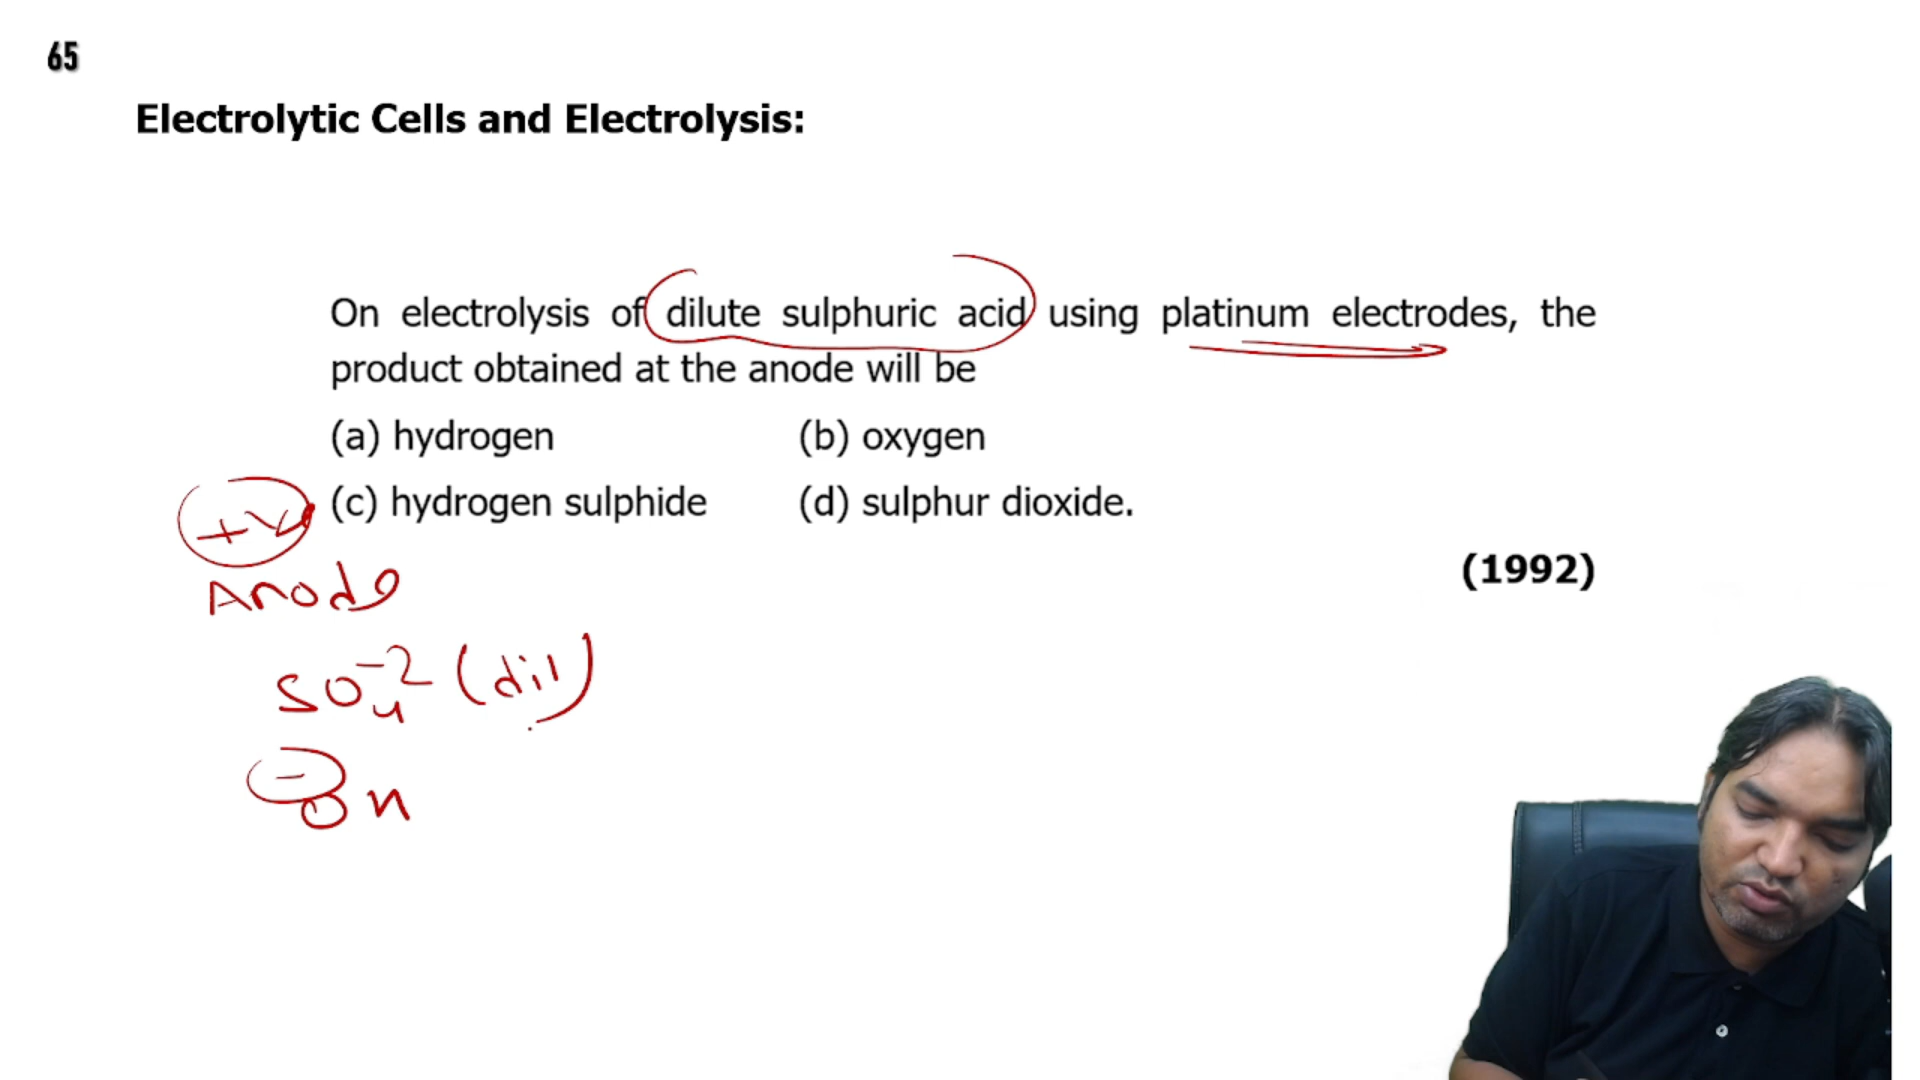 65
Electrolytic Cells and Electrolysis:
On electrolysis of dilute sulphuric acid using platinum electrodes, the
product obtained at the anode will be
(a) hydrogen (b) oxygen
(c) hydrogen sulphide (d) sulphur dioxide.
(1992)
+ve
Anode
SO₄⁻² (dil)
⁻OH